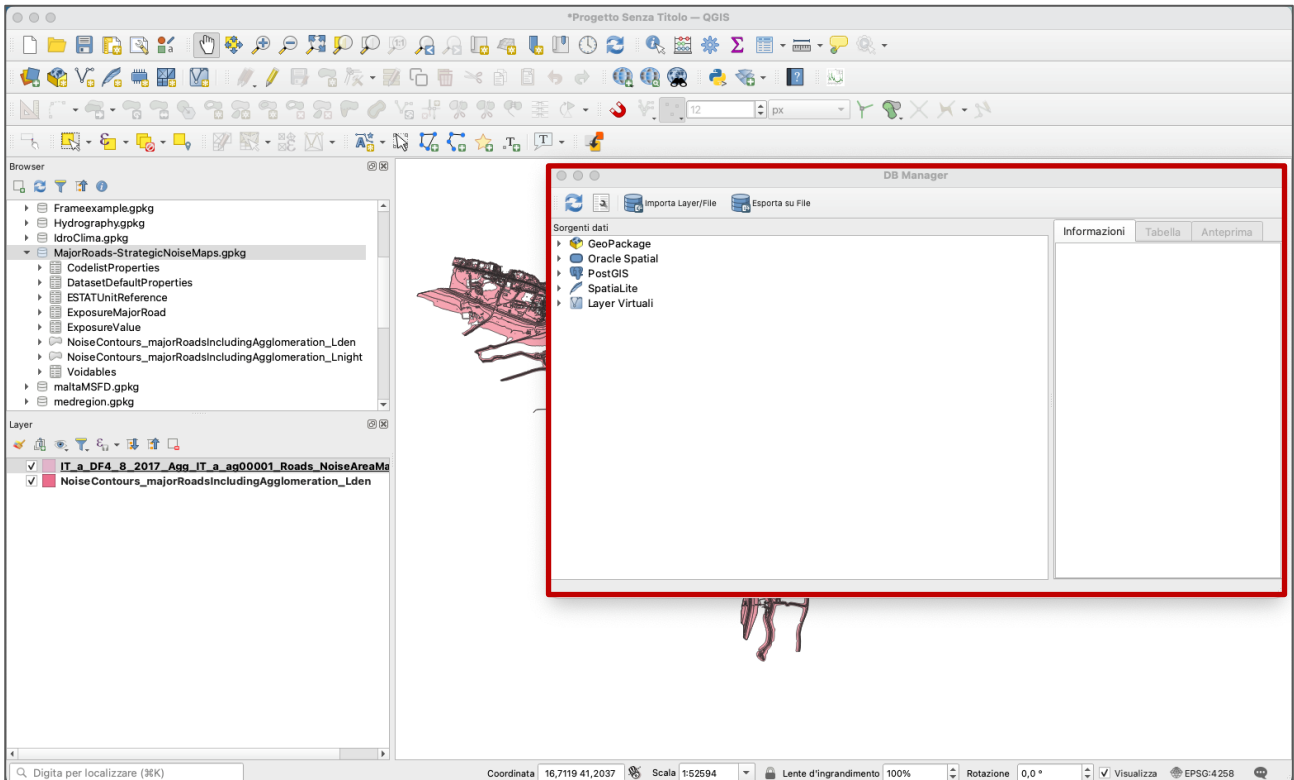 *Progetto Senza Titolo — QGIS
12
px
Browser
Frameexample.gpkg
Hydrography.gpkg
IdroClima.gpkg
MajorRoads-StrategicNoiseMaps.gpkg
CodelistProperties
DatasetDefaultProperties
ESTATUnitReference
ExposureMajorRoad
ExposureValue
NoiseContours_majorRoadsIncludingAgglomeration_Lden
NoiseContours_majorRoadsIncludingAgglomeration_Lnight
Voidables
maltaMSFD.gpkg
medregion.gpkg
Layer
IT_a_DF4_8_2017_Agg_IT_a_ag00001_Roads_NoiseAreaMa
NoiseContours_majorRoadsIncludingAgglomeration_Lden
DB Manager
Importa Layer/File Esporta su File
Sorgenti dati
GeoPackage
Oracle Spatial
PostGIS
SpatiaLite
Layer Virtuali
Informazioni Tabella Anteprima
Digita per localizzare (⌘K) Coordinata 16,7119 41,2037 Scala 1:52594 Lente d'ingrandimento 100% Rotazione 0,0 ° Visualizza EPSG:4258